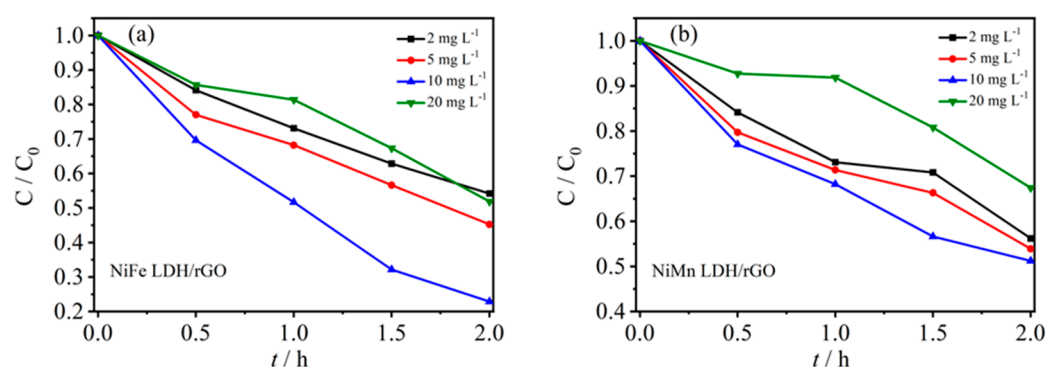 (a)
2 mg L⁻¹
5 mg L⁻¹
10 mg L⁻¹
20 mg L⁻¹
1.0
0.9
0.8
0.7
0.6
0.5
0.4
0.3
0.2
C / C₀
NiFe LDH/rGO
0.0 0.5 1.0 1.5 2.0
t / h
(b)
2 mg L⁻¹
5 mg L⁻¹
10 mg L⁻¹
20 mg L⁻¹
1.0
0.9
0.8
0.7
0.6
0.5
0.4
C / C₀
NiMn LDH/rGO
0.0 0.5 1.0 1.5 2.0
t / h